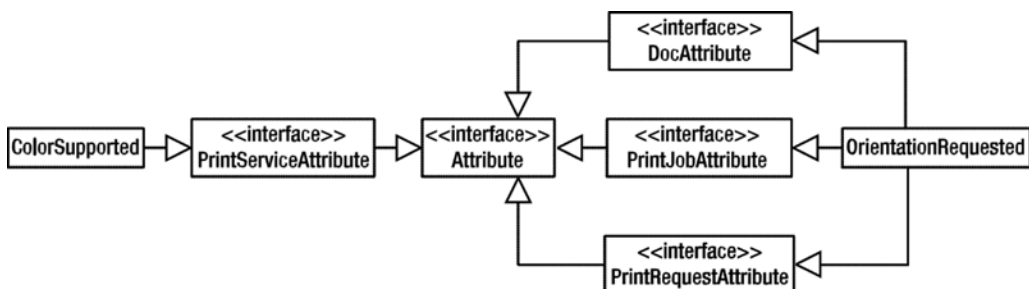 <<interface>>
DocAttribute
ColorSupported
<<interface>>
PrintServiceAttribute
<<interface>>
Attribute
<<interface>>
PrintJobAttribute
OrientationRequested
<<interface>>
PrintRequestAttribute